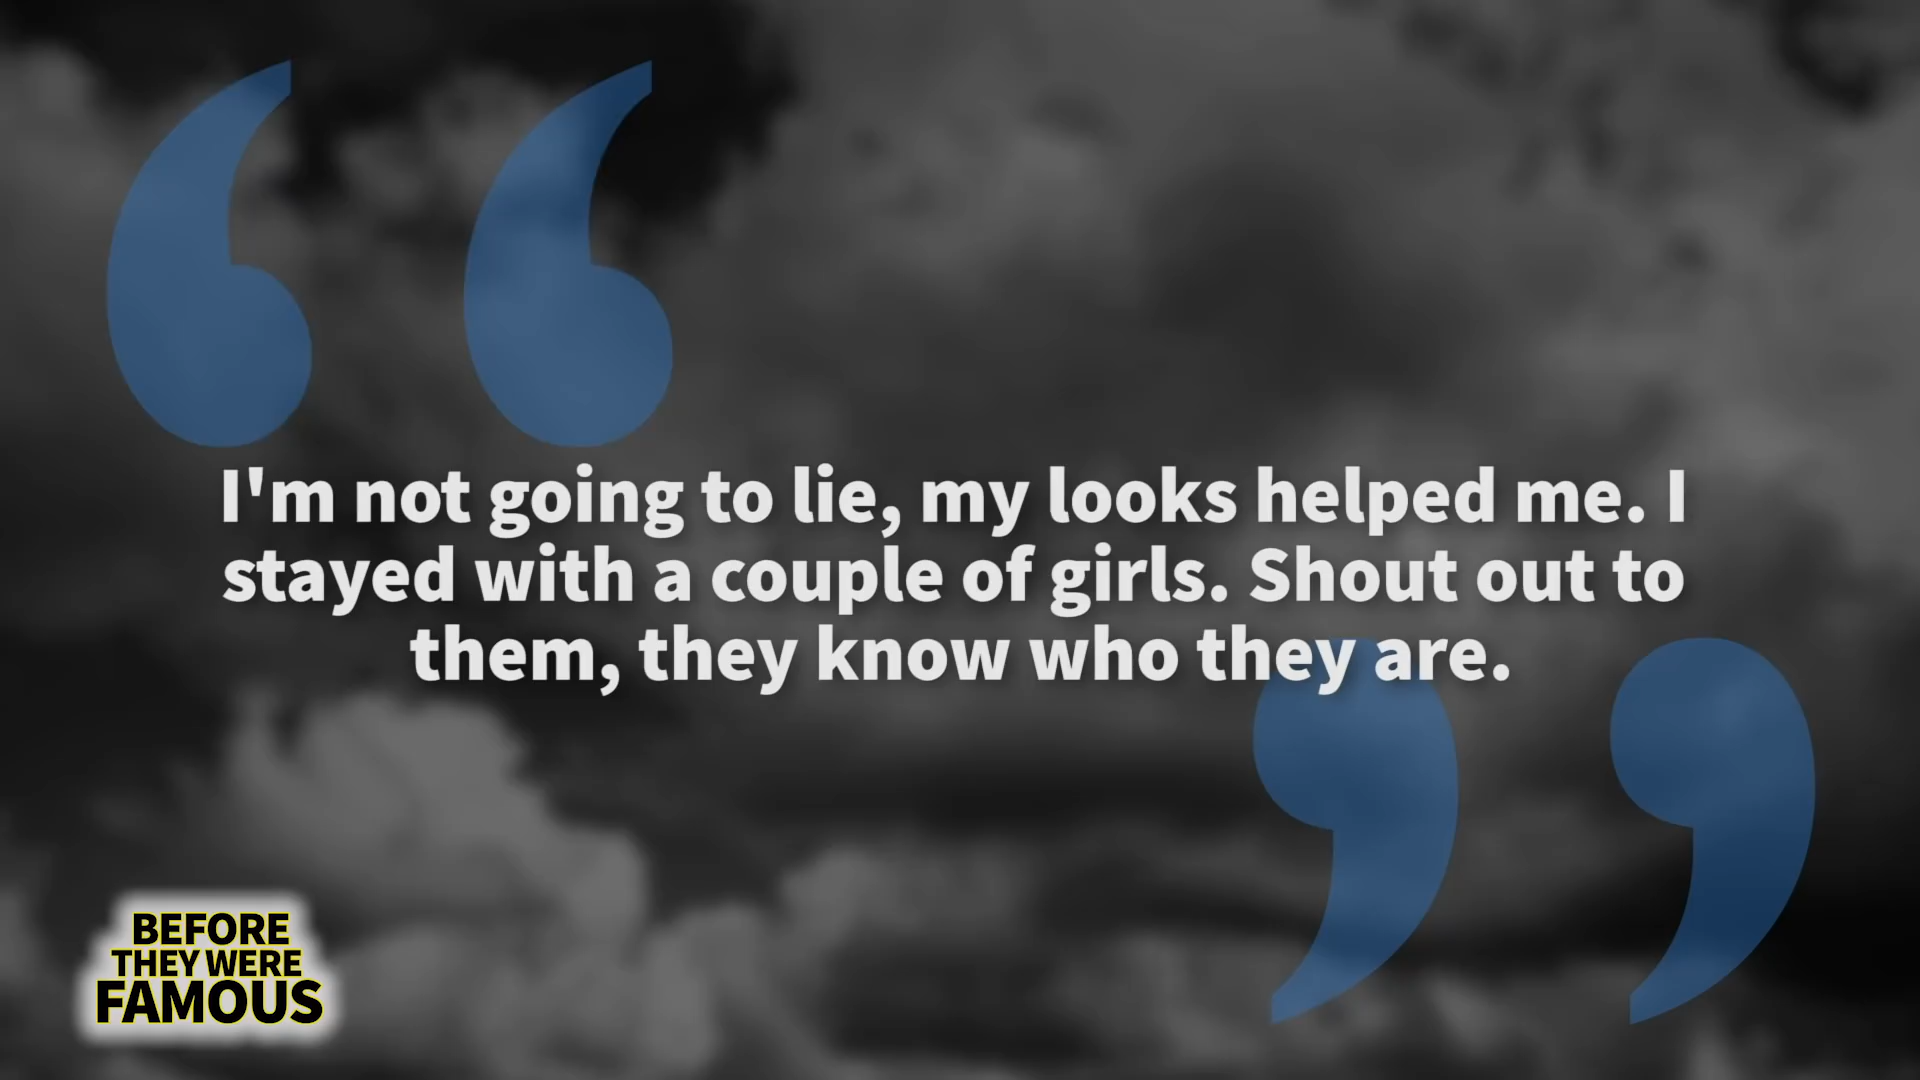 I'm not going to lie, my looks helped me. I
stayed with a couple of girls. Shout out to
them, they know who they are.
BEFORE
THEY WERE
FAMOUS